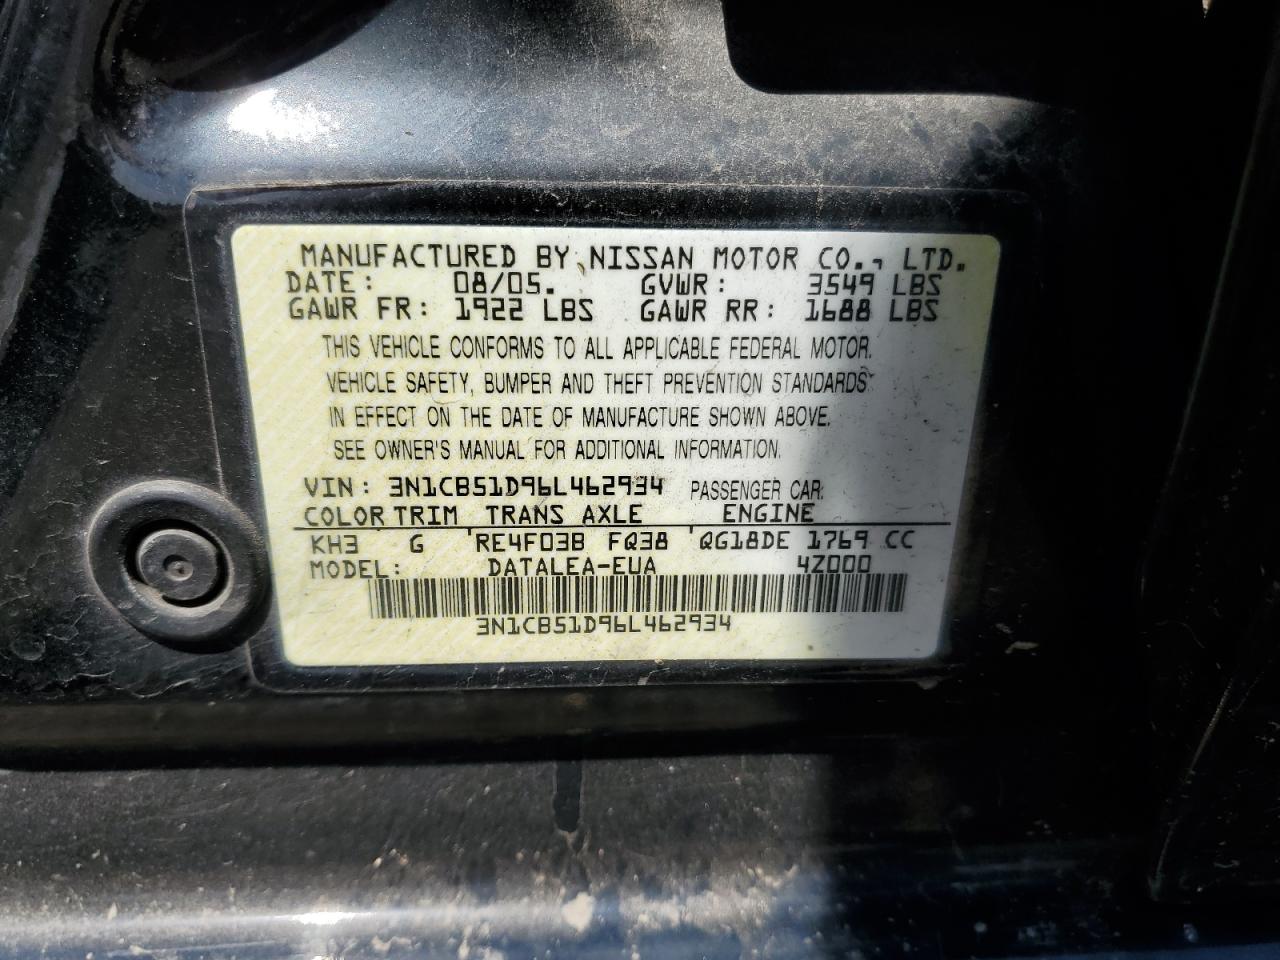 MANUFACTURED BY NISSAN MOTOR CO., LTD.
DATE: 08/05. GVWR: 3549 LBS
GAWR FR: 1922 LBS GAWR RR: 1688 LBS
THIS VEHICLE CONFORMS TO ALL APPLICABLE FEDERAL MOTOR.
VEHICLE SAFETY, BUMPER AND THEFT PREVENTION STANDARDS
IN EFFECT ON THE DATE OF MANUFACTURE SHOWN ABOVE.
SEE OWNER'S MANUAL FOR ADDITIONAL INFORMATION.
VIN: 3N1CB51D96L462934 PASSENGER CAR.
COLOR TRIM TRANS AXLE ENGINE
KH3 G RE4F03B FQ38 QG18DE 1769 CC
MODEL: DATALEA-EUA 4Z000
3N1CB51D96L462934